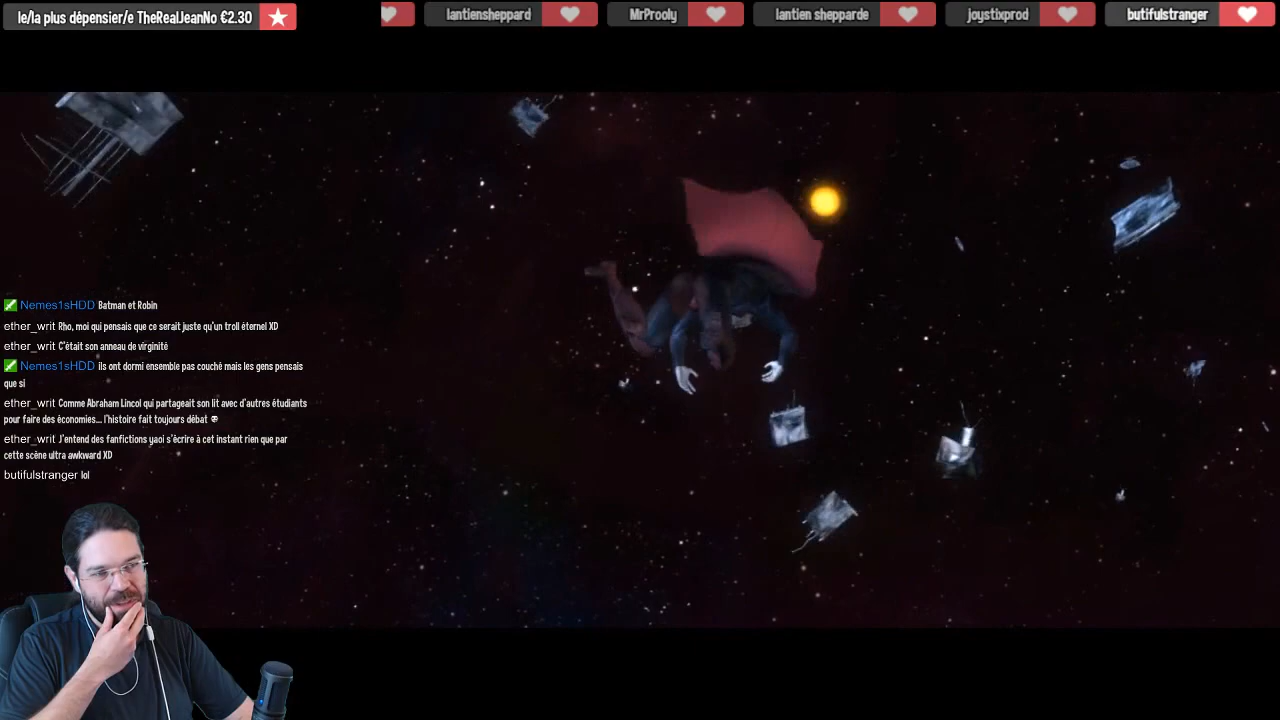 le/la plus dépensier/e TheRealJeanNo €2.30
lantiensheppard
MrProoly
lantien shepparde
joystixprod
butifulstranger
Nemes1sHDD Batman et Robin
ether_writ Rho, moi qui pensais que ce serait juste qu'un troll éternel XD
ether_writ C'était son anneau de virginité
Nemes1sHDD ils ont dormi ensemble pas couché mais les gens pensais
que si
ether_writ Comme Abraham Lincol qui partageait son lit avec d'autres étudiants
pour faire des économies... l'histoire fait toujours débat 💀
ether_writ J'entend des fanfictions yaoi s'écrire à cet instant rien que par
cette scène ultra awkward XD
butifulstranger lol